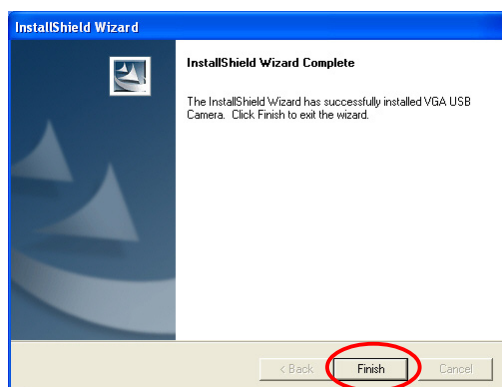 InstallShield Wizard
InstallShield Wizard Complete
The InstallShield Wizard has successfully installed VGA USB
Camera. Click Finish to exit the wizard.
< Back
Finish
Cancel